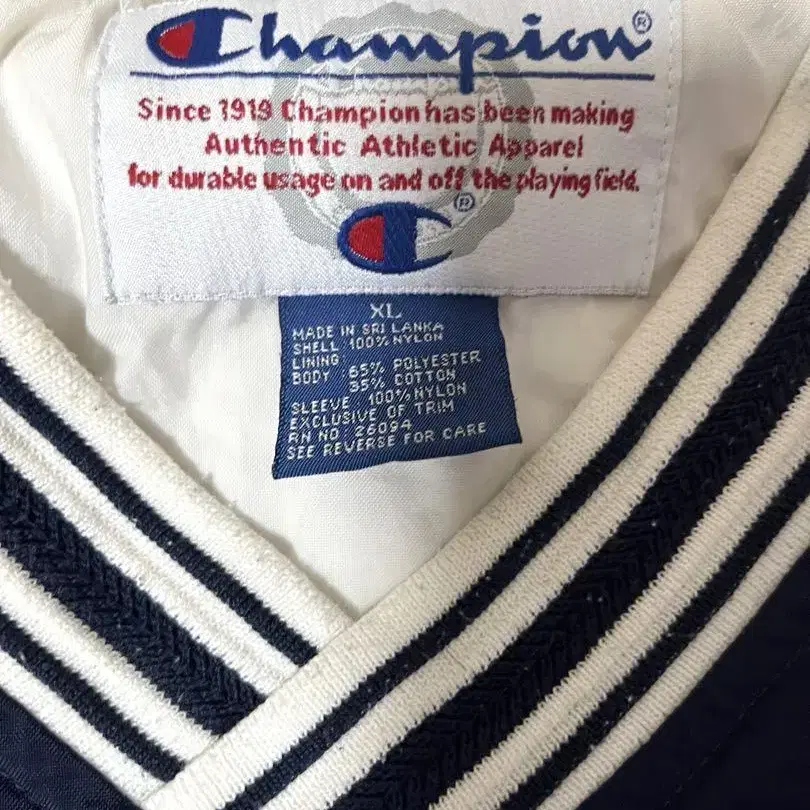 Champion®
Since 1919 Champion has been making
Authentic Athletic Apparel
for durable usage on and off the playing field.
®
XL
MADE IN SRI LANKA
SHELL 100% NYLON
LINING
BODY 65% POLYESTER
35% COTTON
SLEEVE 100% NYLON
EXCLUSIVE OF TRIM
RN NO 26094
SEE REVERSE FOR CARE